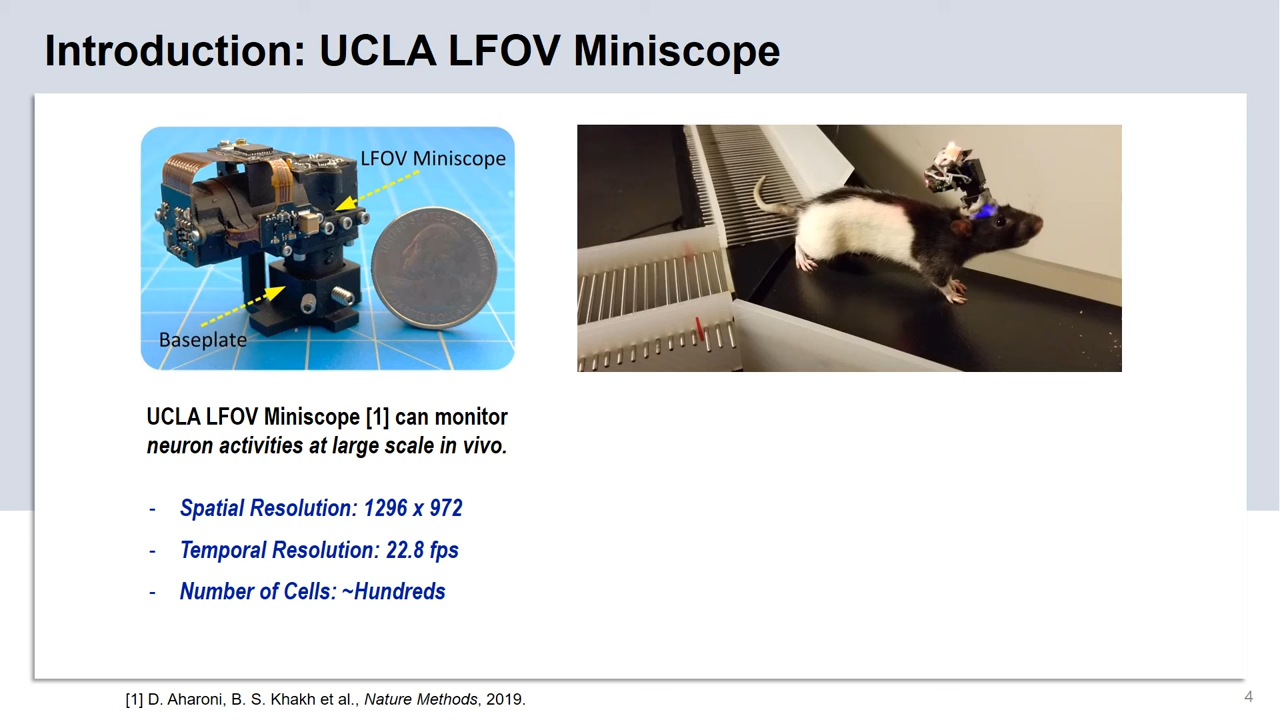 Introduction: UCLA LFOV Miniscope
LFOV Miniscope
Baseplate
UCLA LFOV Miniscope [1] can monitor
neuron activities at large scale in vivo.
- Spatial Resolution: 1296 x 972
- Temporal Resolution: 22.8 fps
- Number of Cells: ~Hundreds
[1] D. Aharoni, B. S. Khakh et al., Nature Methods, 2019.
4